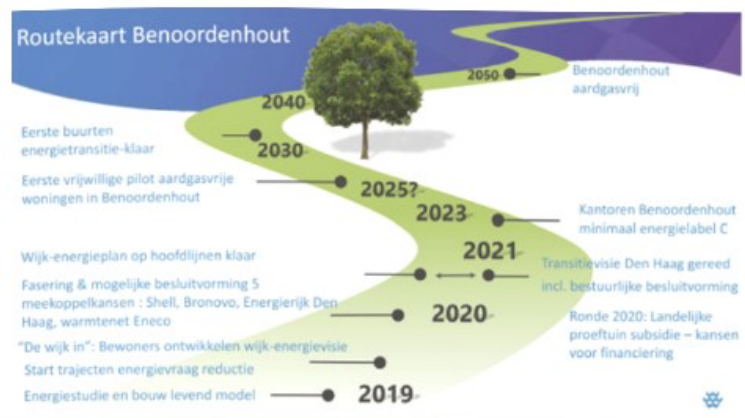 Routekaart Benoordenhout
2050
Benoordenhout
aardgasvrij
2040
Eerste buurten
energietransitie-klaar
2030
Eerste vrijwillige pilot aardgasvrije
woningen in Benoordenhout
2025?
2023
Kantoren Benoordenhout
minimaal energielabel C
2021
Wijk-energieplan op hoofdlijnen klaar
Transitievisie Den Haag gereed
incl. bestuurlijke besluitvorming
Fasering & mogelijke besluitvorming 5
meekoppelkansen : Shell, Bronovo, Energierijk Den
Haag, warmtenet Eneco
2020
Ronde 2020: Landelijke
proeftuin subsidie – kansen
voor financiering
"De wijk in": Bewoners ontwikkelen wijk-energievisie
Start trajecten energievraag reductie
Energiestudie en bouw levend model
2019